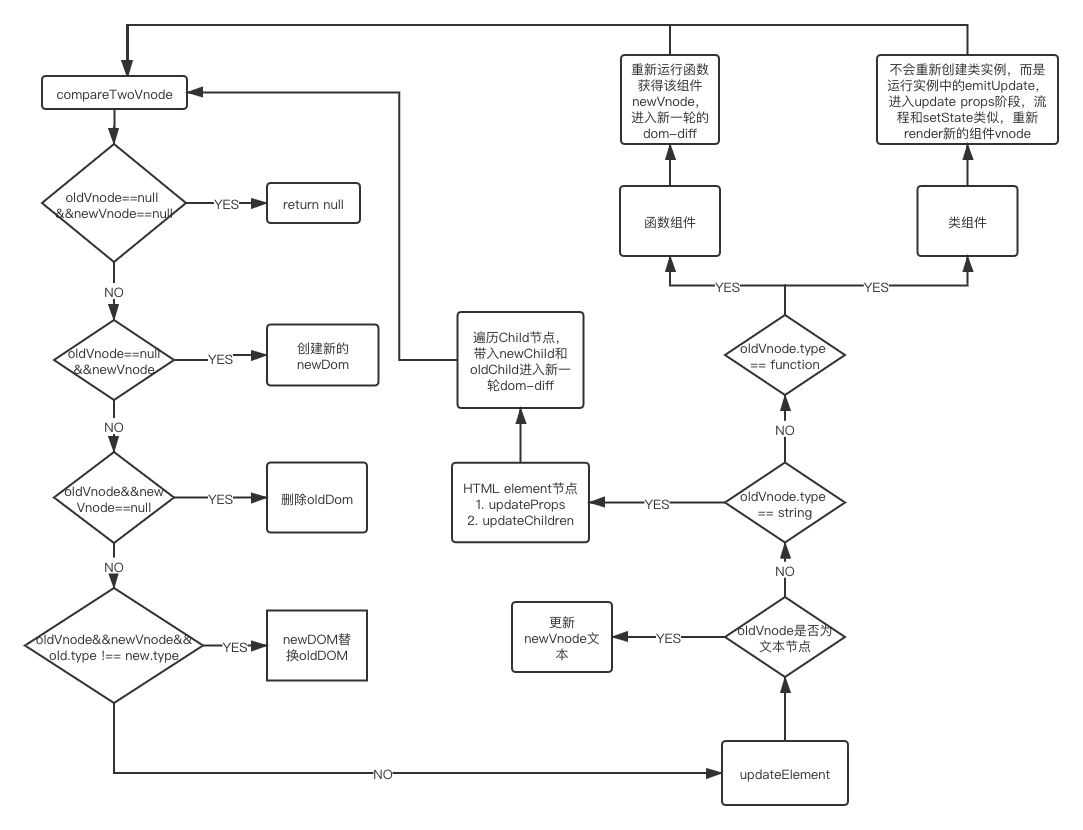 compareTwoVnode
oldVnode==null
&&newVnode==null
YES
return null
NO
oldVnode==null
&&newVnode
YES
创建新的
newDom
NO
oldVnode&&new
Vnode==null
YES
删除oldDom
NO
oldVnode&&newVnode&&
old.type !== new.type
YES
newDOM替
换oldDOM
NO
updateElement
oldVnode是否为
文本节点
YES
更新
newVnode文
本
NO
oldVnode.type
== string
YES
HTML element节点
1. updateProps
2. updateChildren
遍历Child节点，
带入newChild和
oldChild进入新一
轮dom-diff
NO
oldVnode.type
== function
YES
函数组件
重新运行函数
获得该组件
newVnode，
进入新一轮的
dom-diff
YES
类组件
不会重新创建类实例，而是
运行实例中的emitUpdate，
进入update props阶段，流
程和setState类似，重新
render新的组件vnode